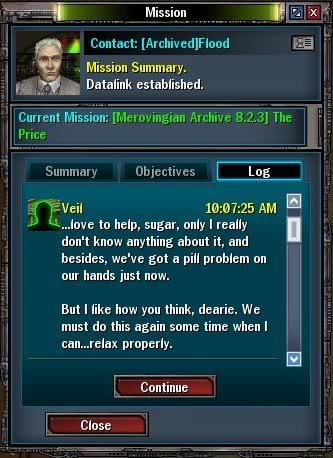 Mission
Contact: [Archived]Flood
Mission Summary.
Datalink established.
Current Mission: [Merovingian Archive 8.2.3] The
Price
Summary
Objectives
Log
Veil 10:07:25 AM
...love to help, sugar, only I really
don't know anything about it, and
besides, we've got a pill problem on
our hands just now.
But I like how you think, dearie. We
must do this again some time when I
can...relax properly.
Continue
Close